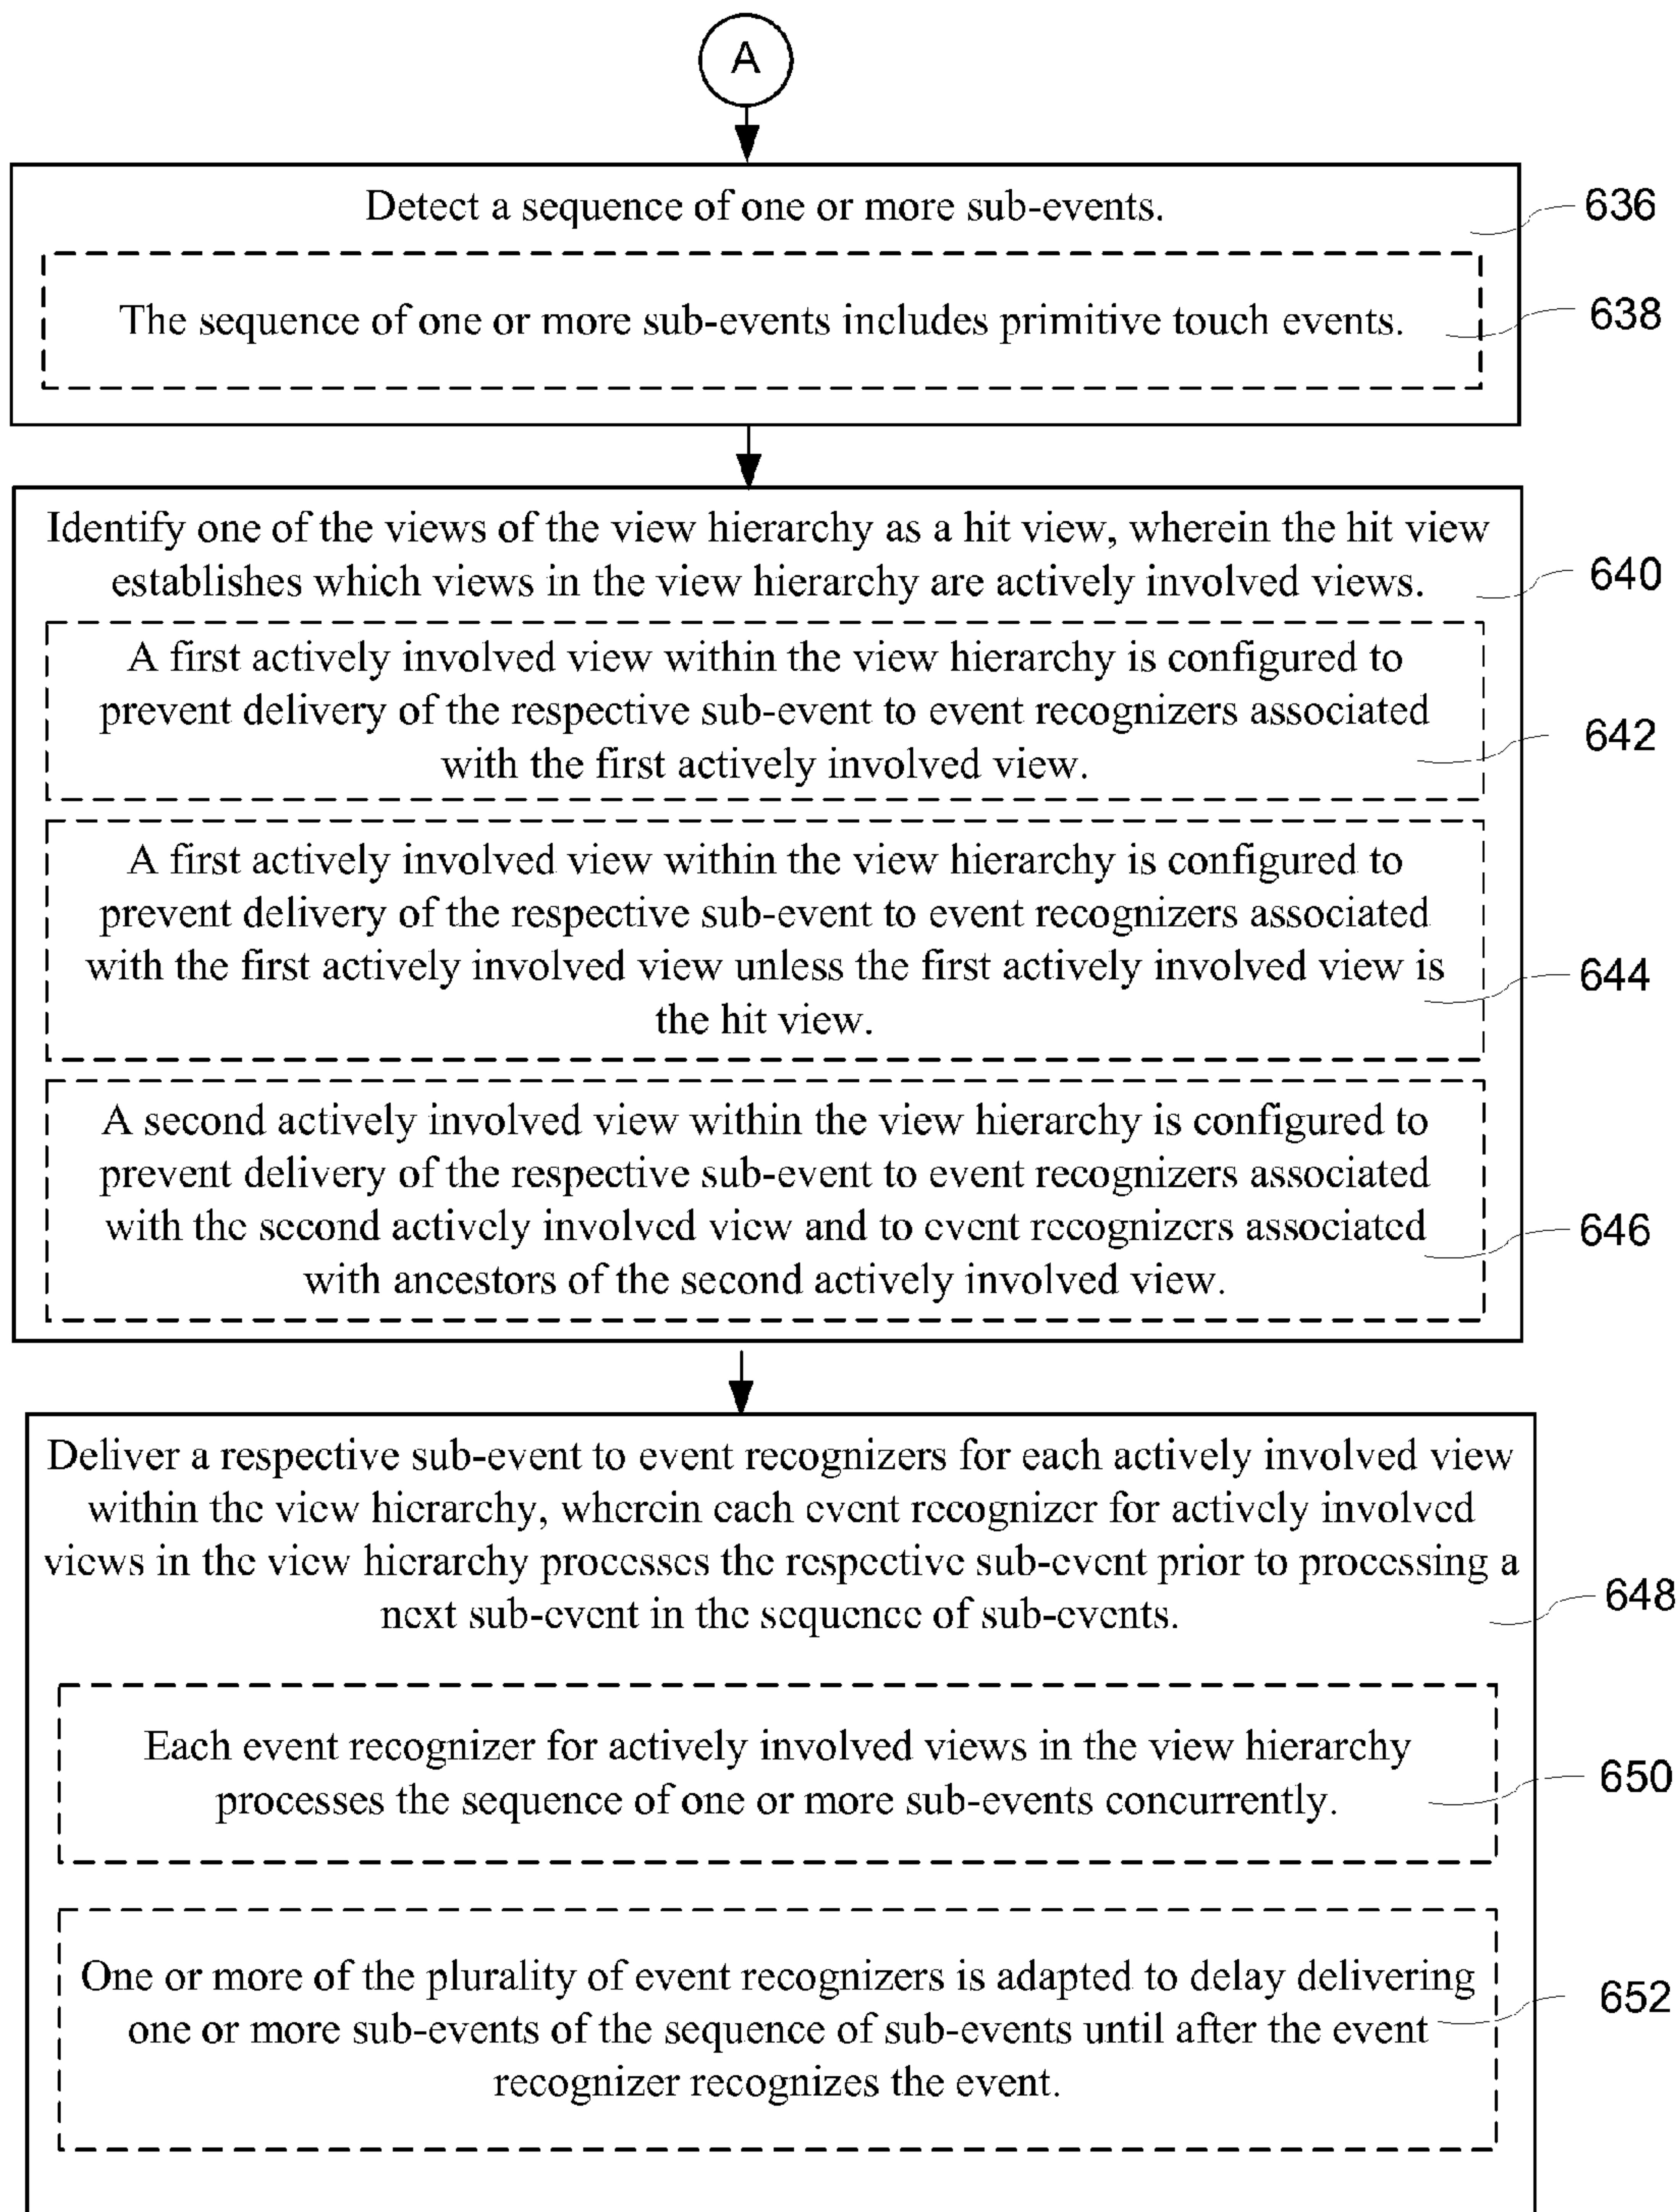 A
Detect a sequence of one or more sub-events.
636
The sequence of one or more sub-events includes primitive touch events.
638
Identify one of the views of the view hierarchy as a hit view, wherein the hit view
establishes which views in the view hierarchy are actively involved views.
640
A first actively involved view within the view hierarchy is configured to
prevent delivery of the respective sub-event to event recognizers associated
with the first actively involved view.
642
A first actively involved view within the view hierarchy is configured to
prevent delivery of the respective sub-event to event recognizers associated
with the first actively involved view unless the first actively involved view is
the hit view.
644
A second actively involved view within the view hierarchy is configured to
prevent delivery of the respective sub-event to event recognizers associated
with the second actively involved view and to event recognizers associated
with ancestors of the second actively involved view.
646
Deliver a respective sub-event to event recognizers for each actively involved view
within the view hierarchy, wherein each event recognizer for actively involved
views in the view hierarchy processes the respective sub-event prior to processing a
next sub-event in the sequence of sub-events.
648
Each event recognizer for actively involved views in the view hierarchy
processes the sequence of one or more sub-events concurrently.
650
One or more of the plurality of event recognizers is adapted to delay delivering
one or more sub-events of the sequence of sub-events until after the event
recognizer recognizes the event.
652